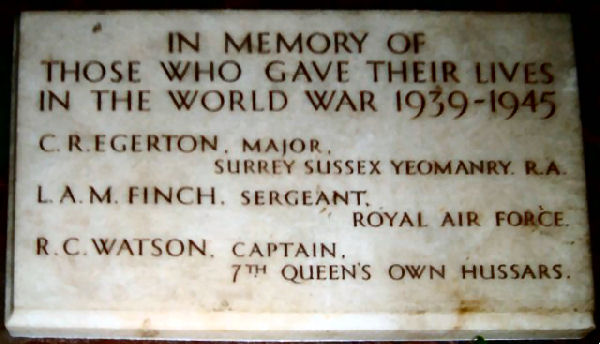 IN MEMORY OF
THOSE WHO GAVE THEIR LIVES
IN THE WORLD WAR 1939-1945
C. R. EGERTON, MAJOR,
SURREY SUSSEX YEOMANRY. R.A.
L. A. M. FINCH. SERGEANT,
ROYAL AIR FORCE.
R. C. WATSON, CAPTAIN,
7TH QUEEN'S OWN HUSSARS.